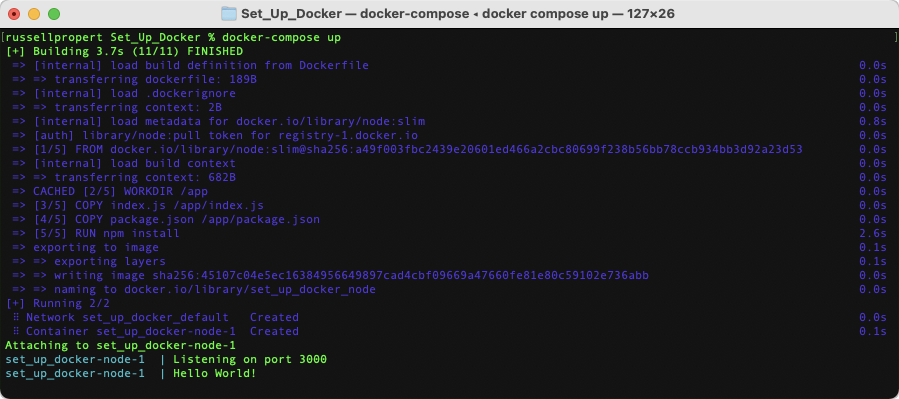 Set_Up_Docker — docker-compose ◂ docker compose up — 127×26
[russellpropert Set_Up_Docker % docker-compose up ]
[+] Building 3.7s (11/11) FINISHED
=> [internal] load build definition from Dockerfile 0.0s
=> => transferring dockerfile: 189B 0.0s
=> [internal] load .dockerignore 0.0s
=> => transferring context: 2B 0.0s
=> [internal] load metadata for docker.io/library/node:slim 0.8s
=> [auth] library/node:pull token for registry-1.docker.io 0.0s
=> [1/5] FROM docker.io/library/node:slim@sha256:a49f003fbc2439e20601ed466a2cbc80699f238b56bb78ccb934bb3d92a23d53 0.0s
=> [internal] load build context 0.0s
=> => transferring context: 682B 0.0s
=> CACHED [2/5] WORKDIR /app 0.0s
=> [3/5] COPY index.js /app/index.js 0.0s
=> [4/5] COPY package.json /app/package.json 0.0s
=> [5/5] RUN npm install 2.6s
=> exporting to image 0.1s
=> => exporting layers 0.1s
=> => writing image sha256:45107c04e5ec16384956649897cad4cbf09669a47660fe81e80c59102e736abb 0.0s
=> => naming to docker.io/library/set_up_docker_node 0.0s
[+] Running 2/2
⠿ Network set_up_docker_default Created 0.0s
⠿ Container set_up_docker-node-1 Created 0.1s
Attaching to set_up_docker-node-1
set_up_docker-node-1 | Listening on port 3000
set_up_docker-node-1 | Hello World!